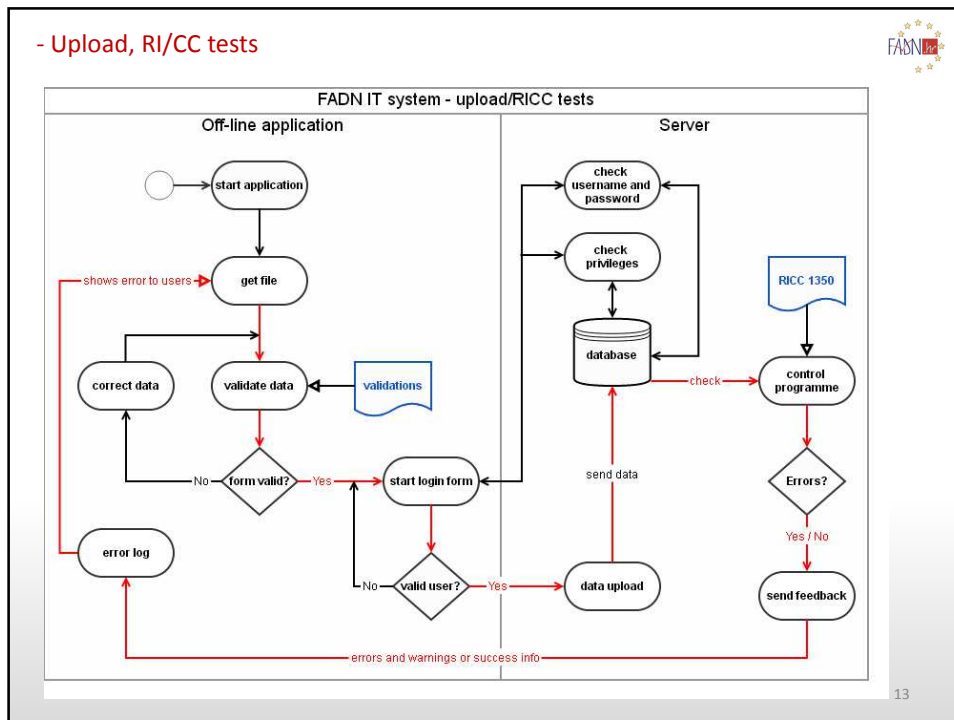 - Upload, RI/CC tests
FADN hr
FADN IT system - upload/RICC tests
Off-line application
Server
start application
check
username and
password
check
privileges
shows error to users
get file
RICC 1350
database
correct data
validate data
validations
check
control
programme
No
form valid?
Yes
start login form
send data
Errors?
Yes / No
error log
No
valid user?
Yes
data upload
send feedback
errors and warnings or success info
13